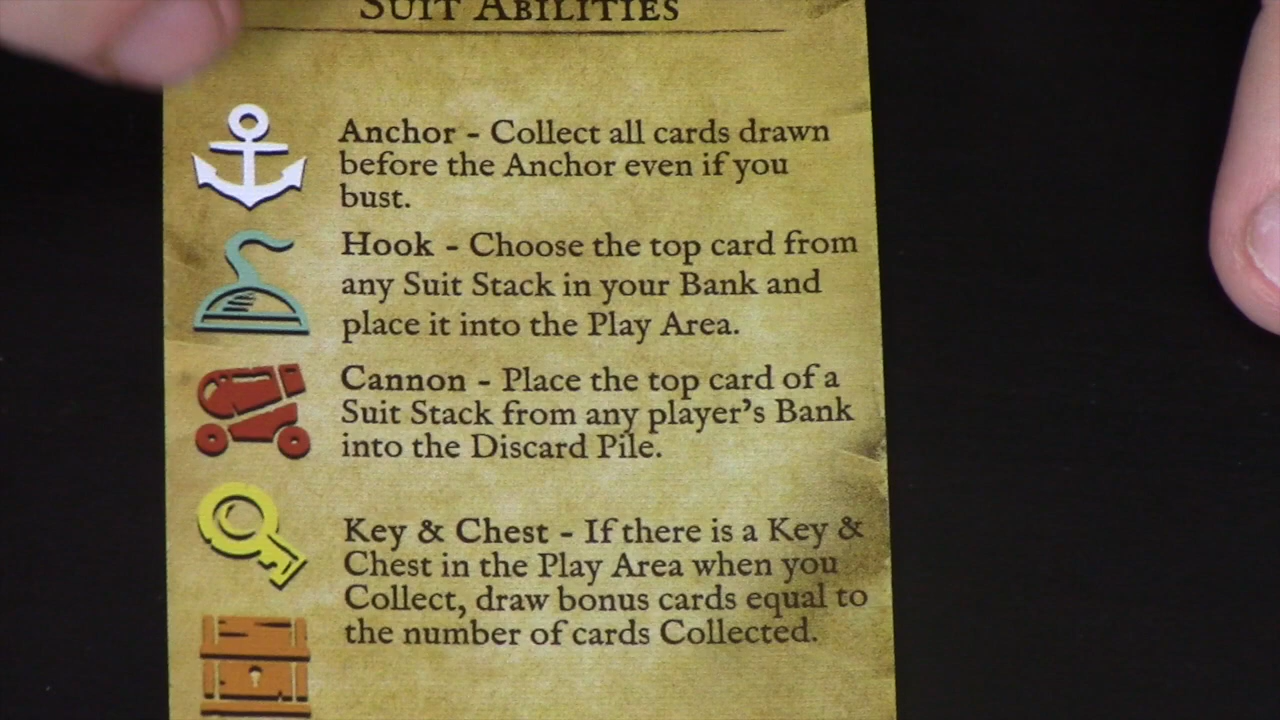 SUIT ABILITIES
Anchor - Collect all cards drawn
before the Anchor even if you
bust.
Hook - Choose the top card from
any Suit Stack in your Bank and
place it into the Play Area.
Cannon - Place the top card of a
Suit Stack from any player's Bank
into the Discard Pile.
Key & Chest - If there is a Key &
Chest in the Play Area when you
Collect, draw bonus cards equal to
the number of cards Collected.